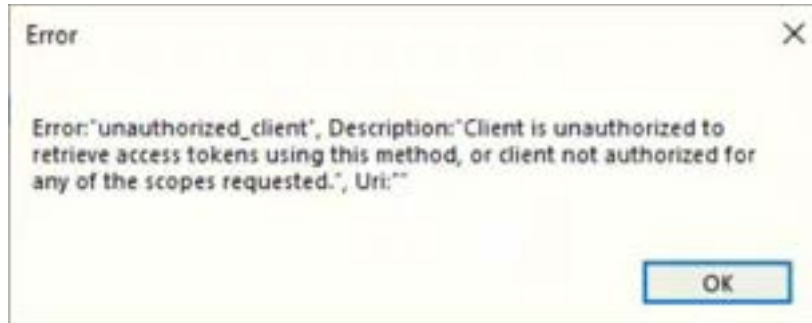 Error
Error:"unauthorized_client", Description:"Client is unauthorized to
retrieve access tokens using this method, or client not authorized for
any of the scopes requested.", Uri:""
OK